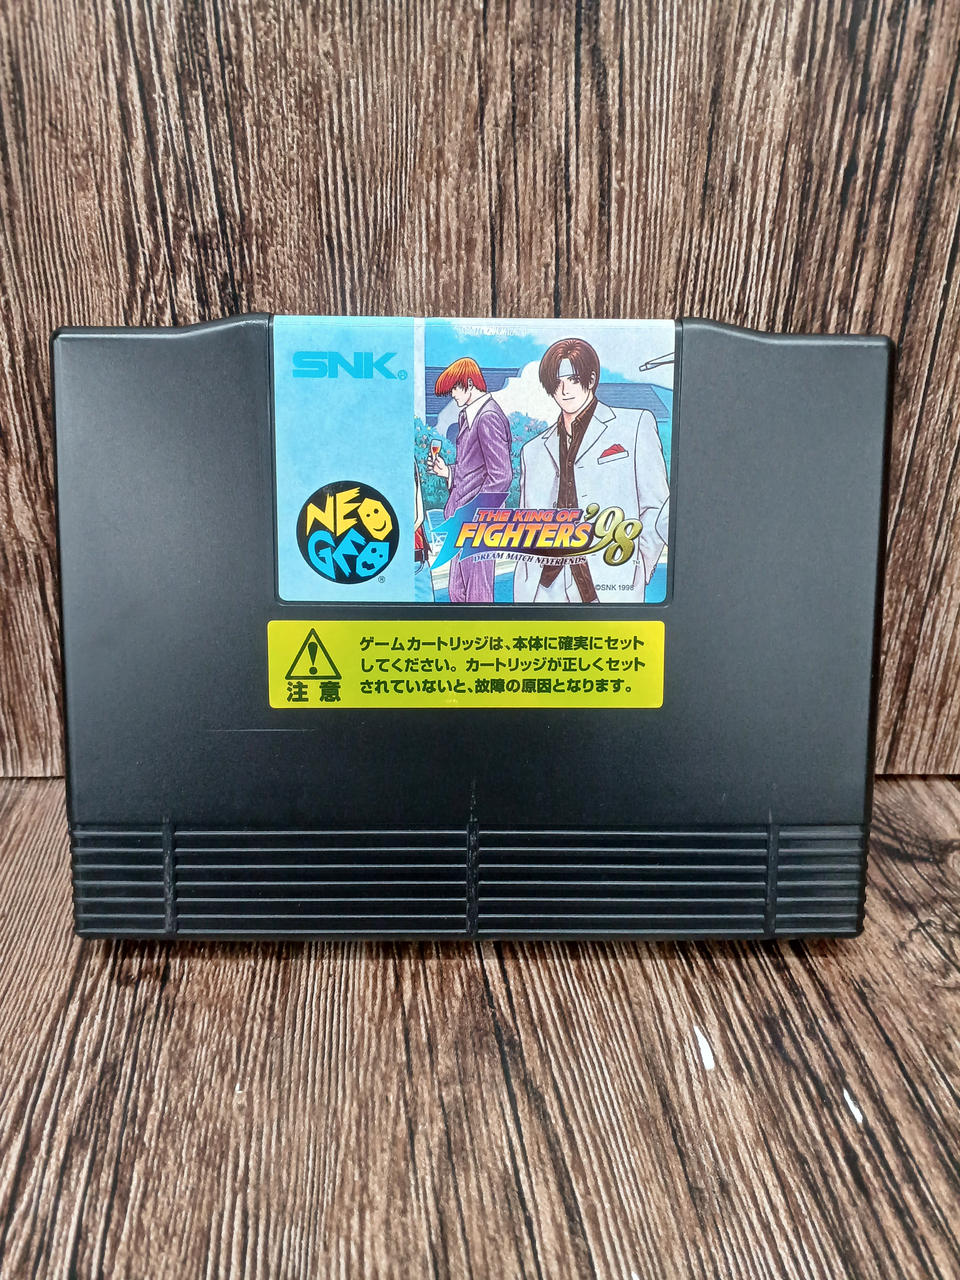 SNK®
NEO
GEO®
THE KING OF
FIGHTERS '98
DREAM MATCH NEVER ENDS
TM
©SNK 1998
ゲームカートリッジは、本体に確実にセット
してください。カートリッジが正しくセット
されていないと、故障の原因となります。
注意